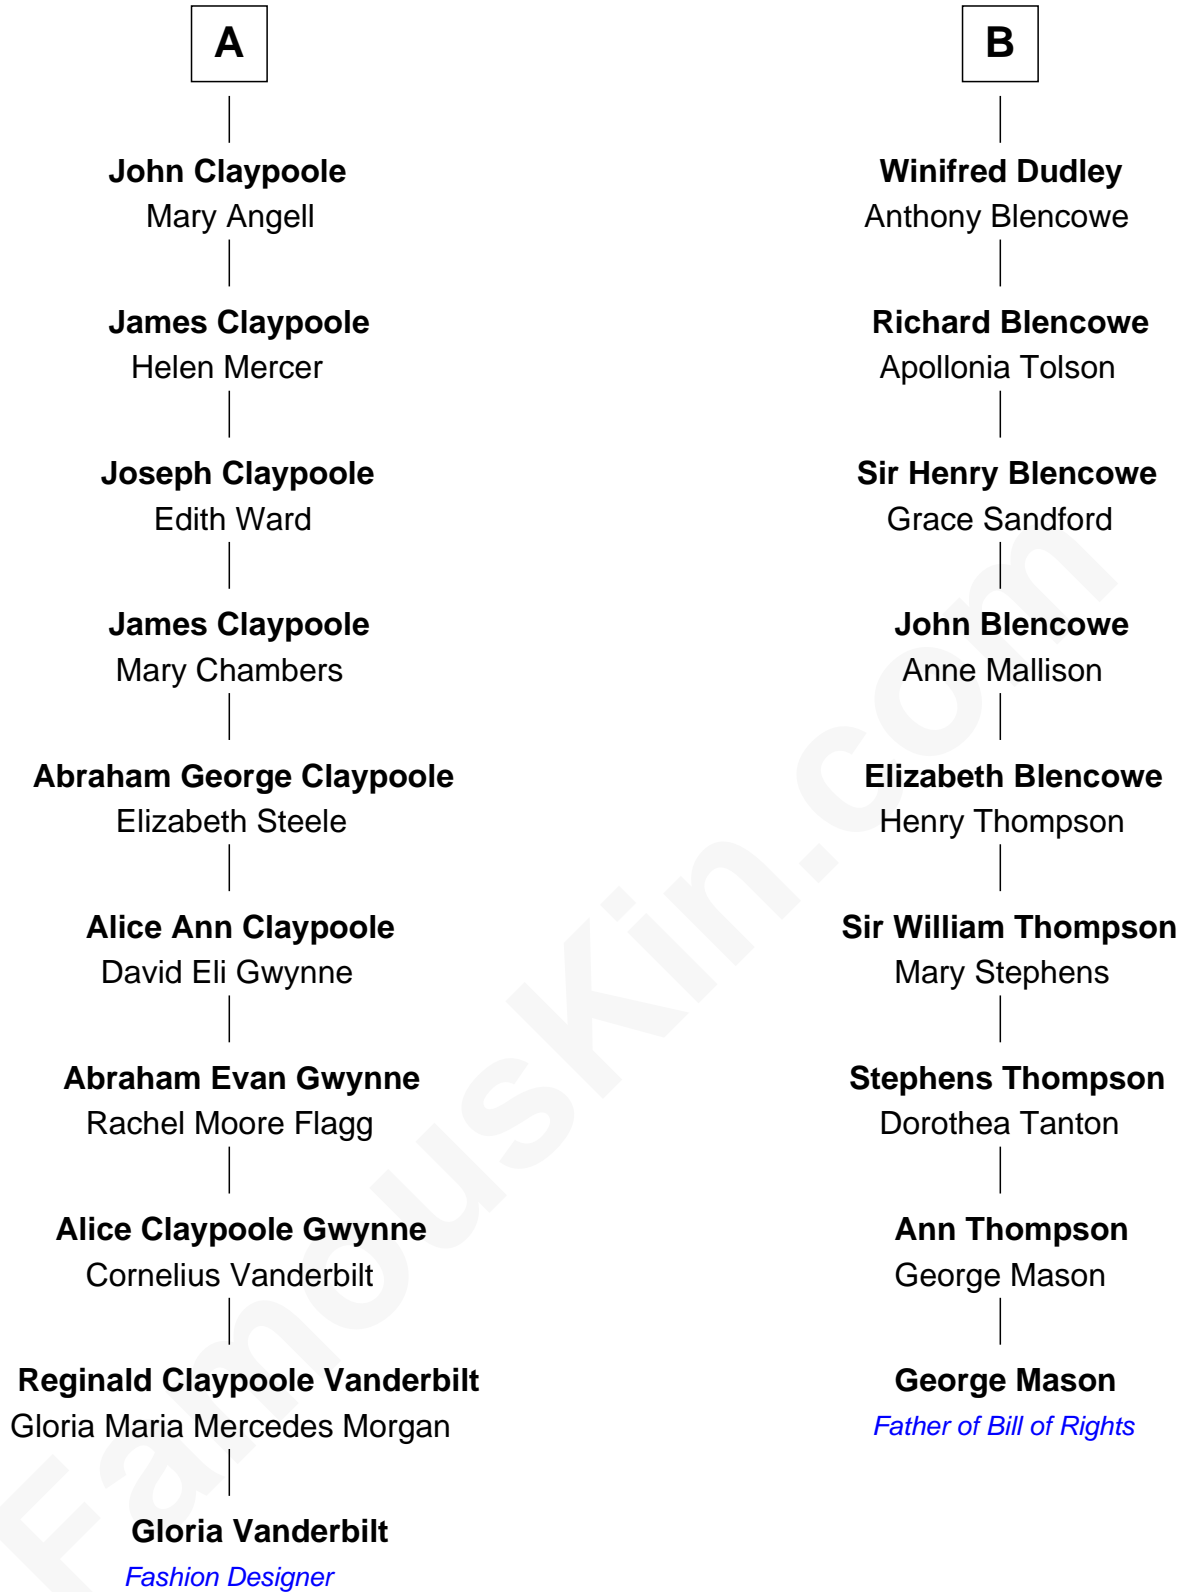 A
John Claypoole
Mary Angell
James Claypoole
Helen Mercer
Joseph Claypoole
Edith Ward
James Claypoole
Mary Chambers
Abraham George Claypoole
Elizabeth Steele
Alice Ann Claypoole
David Eli Gwynne
Abraham Evan Gwynne
Rachel Moore Flagg
Alice Claypoole Gwynne
Cornelius Vanderbilt
Reginald Claypoole Vanderbilt
Gloria Maria Mercedes Morgan
Gloria Vanderbilt
Fashion Designer
B
Winifred Dudley
Anthony Blencowe
Richard Blencowe
Apollonia Tolson
Sir Henry Blencowe
Grace Sandford
John Blencowe
Anne Mallison
Elizabeth Blencowe
Henry Thompson
Sir William Thompson
Mary Stephens
Stephens Thompson
Dorothea Tanton
Ann Thompson
George Mason
George Mason
Father of Bill of Rights
FamousKin.com